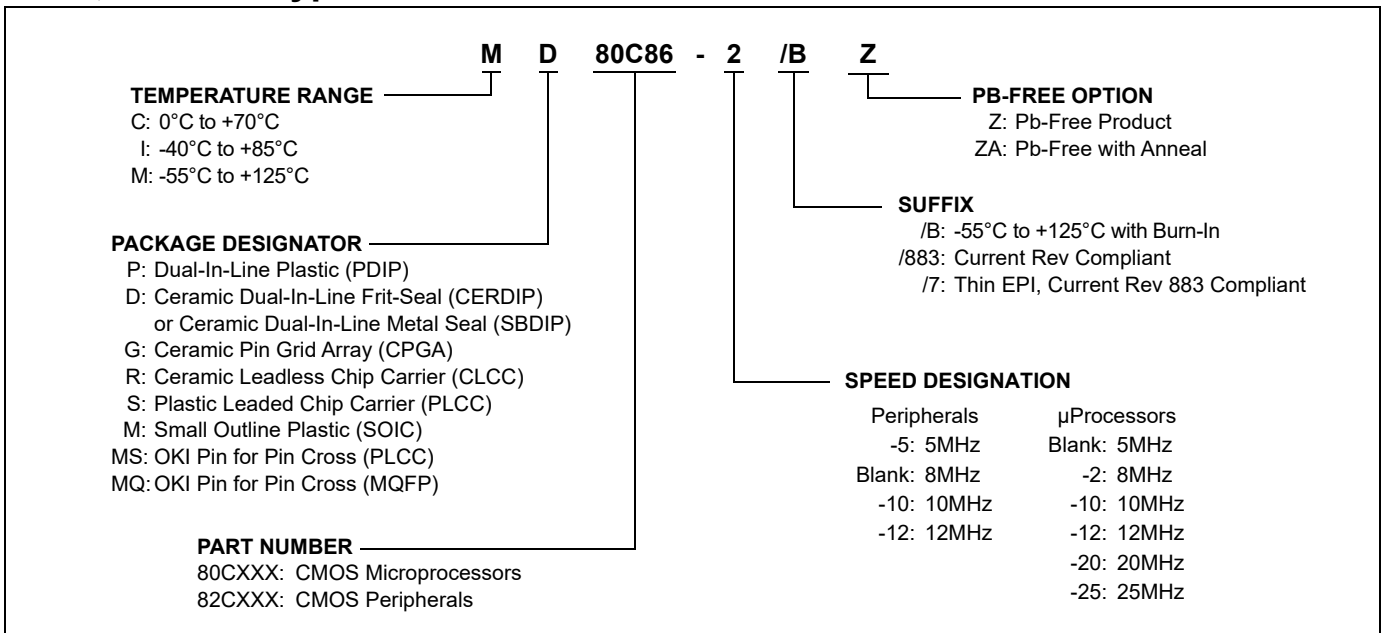 M D 80C86 - 2 /B Z
TEMPERATURE RANGE
C: 0°C to +70°C
I: -40°C to +85°C
M: -55°C to +125°C
PACKAGE DESIGNATOR
P: Dual-In-Line Plastic (PDIP)
D: Ceramic Dual-In-Line Frit-Seal (CERDIP)
or Ceramic Dual-In-Line Metal Seal (SBDIP)
G: Ceramic Pin Grid Array (CPGA)
R: Ceramic Leadless Chip Carrier (CLCC)
S: Plastic Leaded Chip Carrier (PLCC)
M: Small Outline Plastic (SOIC)
MS: OKI Pin for Pin Cross (PLCC)
MQ: OKI Pin for Pin Cross (MQFP)
PART NUMBER
80CXXX: CMOS Microprocessors
82CXXX: CMOS Peripherals
PB-FREE OPTION
Z: Pb-Free Product
ZA: Pb-Free with Anneal
SUFFIX
/B: -55°C to +125°C with Burn-In
/883: Current Rev Compliant
/7: Thin EPI, Current Rev 883 Compliant
SPEED DESIGNATION
Peripherals
-5: 5MHz
Blank: 8MHz
-10: 10MHz
-12: 12MHz
µProcessors
Blank: 5MHz
-2: 8MHz
-10: 10MHz
-12: 12MHz
-20: 20MHz
-25: 25MHz